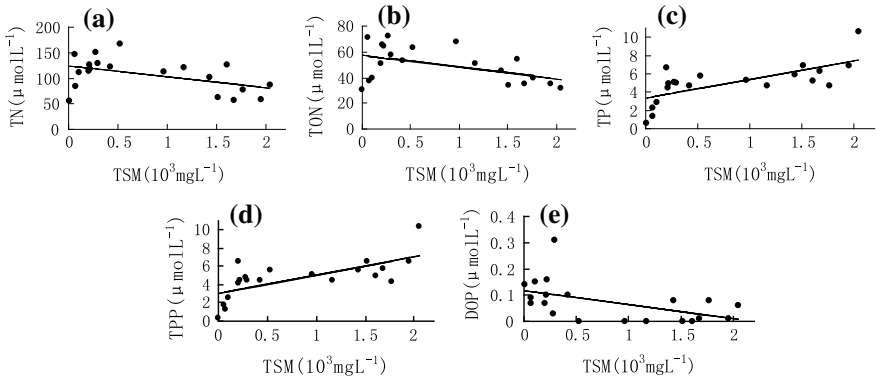 (a)
200
150
100
50
0
TN(μmolL⁻¹)
0 0.5 1 1.5 2
TSM(10³mgL⁻¹)
(b)
80
60
40
20
0
TON(μmolL⁻¹)
0 0.5 1 1.5 2
TSM(10³mgL⁻¹)
(c)
10
8
6
4
2
0
TP(μmolL⁻¹)
0 0.5 1 1.5 2
TSM(10³mgL⁻¹)
(d)
10
8
6
4
2
0
TPP(μmolL⁻¹)
0 0.5 1 1.5 2
TSM(10³mgL⁻¹)
(e)
0.4
0.3
0.2
0.1
0
DOP(μmolL⁻¹)
0 0.5 1 1.5 2
TSM(10³mgL⁻¹)